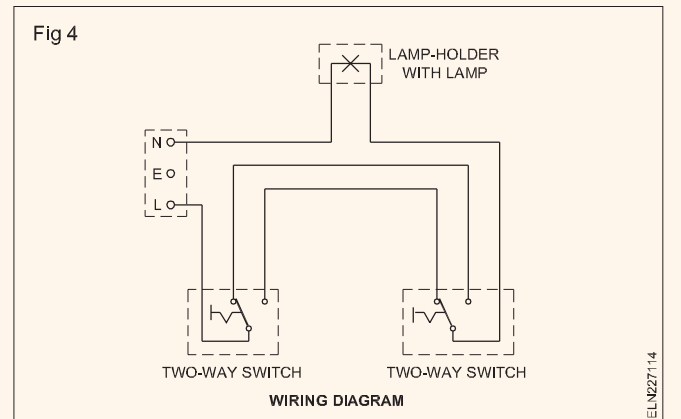 Fig 4
LAMP-HOLDER
WITH LAMP
N
E
L
TWO-WAY SWITCH
TWO-WAY SWITCH
WIRING DIAGRAM
ELN227114